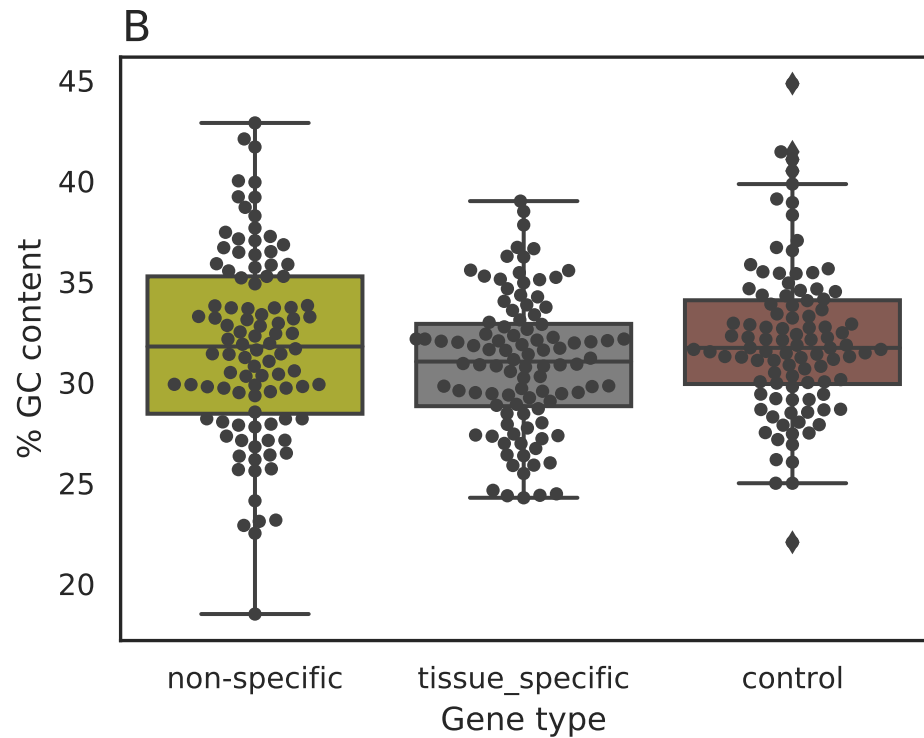 B
45
40
35
30
25
20
% GC content
non-specific
tissue_specific
control
Gene type